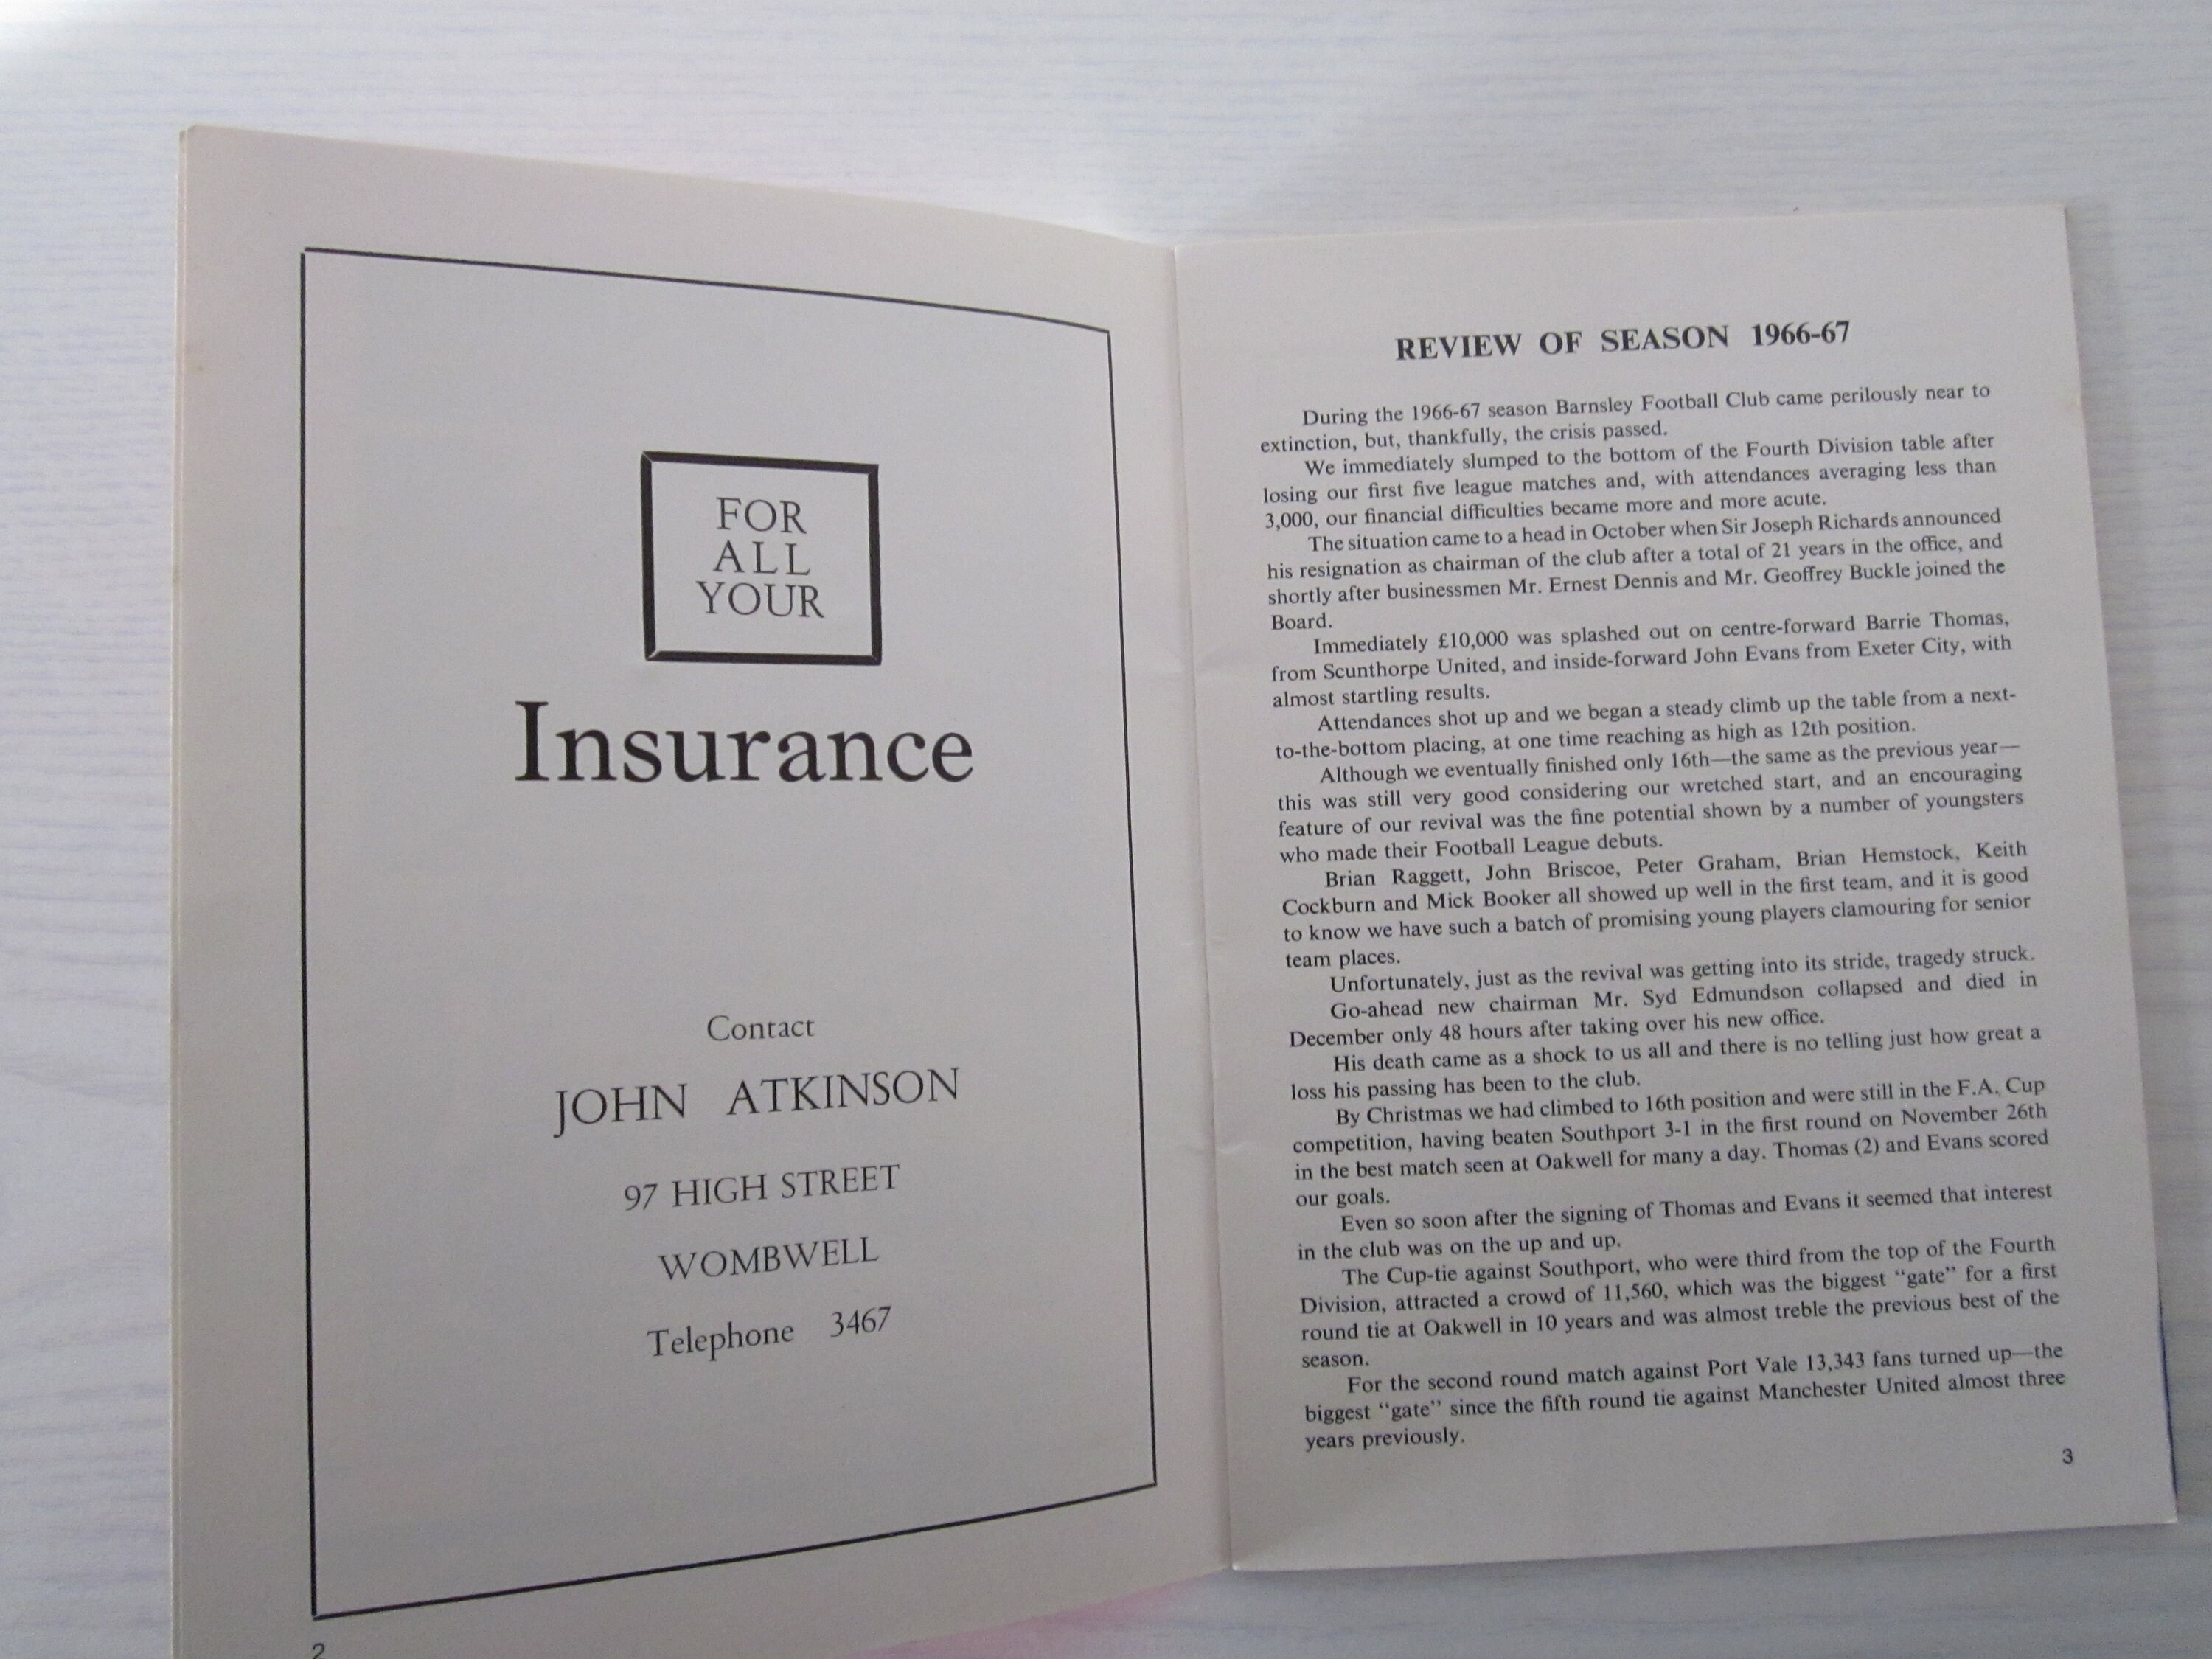 FOR
ALL
YOUR
Insurance
Contact
JOHN ATKINSON
97 HIGH STREET
WOMBWELL
Telephone 3467
2
REVIEW OF SEASON 1966-67
During the 1966-67 season Barnsley Football Club came perilously near to
extinction, but, thankfully, the crisis passed.
We immediately slumped to the bottom of the Fourth Division table after
losing our first five league matches and, with attendances averaging less than
3,000, our financial difficulties became more and more acute.
The situation came to a head in October when Sir Joseph Richards announced
his resignation as chairman of the club after a total of 21 years in the office, and
shortly after businessmen Mr. Ernest Dennis and Mr. Geoffrey Buckle joined the
Board.
Immediately £10,000 was splashed out on centre-forward Barrie Thomas,
from Scunthorpe United, and inside-forward John Evans from Exeter City, with
almost startling results.
Attendances shot up and we began a steady climb up the table from a next-
to-the-bottom placing, at one time reaching as high as 12th position.
Although we eventually finished only 16th—the same as the previous year—
this was still very good considering our wretched start, and an encouraging
feature of our revival was the fine potential shown by a number of youngsters
who made their Football League debuts.
Brian Raggett, John Briscoe, Peter Graham, Brian Hemstock, Keith
Cockburn and Mick Booker all showed up well in the first team, and it is good
to know we have such a batch of promising young players clamouring for senior
team places.
Unfortunately, just as the revival was getting into its stride, tragedy struck.
Go-ahead new chairman Mr. Syd Edmundson collapsed and died in
December only 48 hours after taking over his new office.
His death came as a shock to us all and there is no telling just how great a
loss his passing has been to the club.
By Christmas we had climbed to 16th position and were still in the F.A. Cup
competition, having beaten Southport 3-1 in the first round on November 26th
in the best match seen at Oakwell for many a day. Thomas (2) and Evans scored
our goals.
Even so soon after the signing of Thomas and Evans it seemed that interest
in the club was on the up and up.
The Cup-tie against Southport, who were third from the top of the Fourth
Division, attracted a crowd of 11,560, which was the biggest “gate” for a first
round tie at Oakwell in 10 years and was almost treble the previous best of the
season.
For the second round match against Port Vale 13,343 fans turned up—the
biggest “gate” since the fifth round tie against Manchester United almost three
years previously.
3